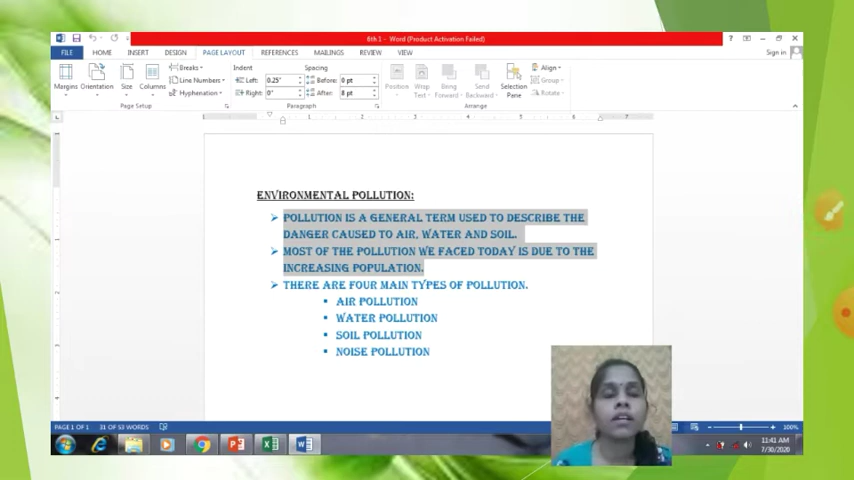 6th 1 - Word (Product Activation Failed)
Sign in
FILE HOME INSERT DESIGN PAGE LAYOUT REFERENCES MAILINGS REVIEW VIEW
Margins Orientation Size Columns
Breaks
Line Numbers
Hyphenation
Page Setup
Indent
Left: 0.25"
Right: 0"
Spacing
Before: 0 pt
After: 8 pt
Paragraph
Position Wrap Text Bring Forward Send Backward Selection Pane
Align
Group
Rotate
Arrange
ENVIRONMENTAL POLLUTION:
POLLUTION IS A GENERAL TERM USED TO DESCRIBE THE
DANGER CAUSED TO AIR, WATER AND SOIL.
MOST OF THE POLLUTION WE FACED TODAY IS DUE TO THE
INCREASING POPULATION.
THERE ARE FOUR MAIN TYPES OF POLLUTION.
AIR POLLUTION
WATER POLLUTION
SOIL POLLUTION
NOISE POLLUTION
PAGE 1 OF 1 31 OF 53 WORDS
100%
11:41 AM
7/30/2020